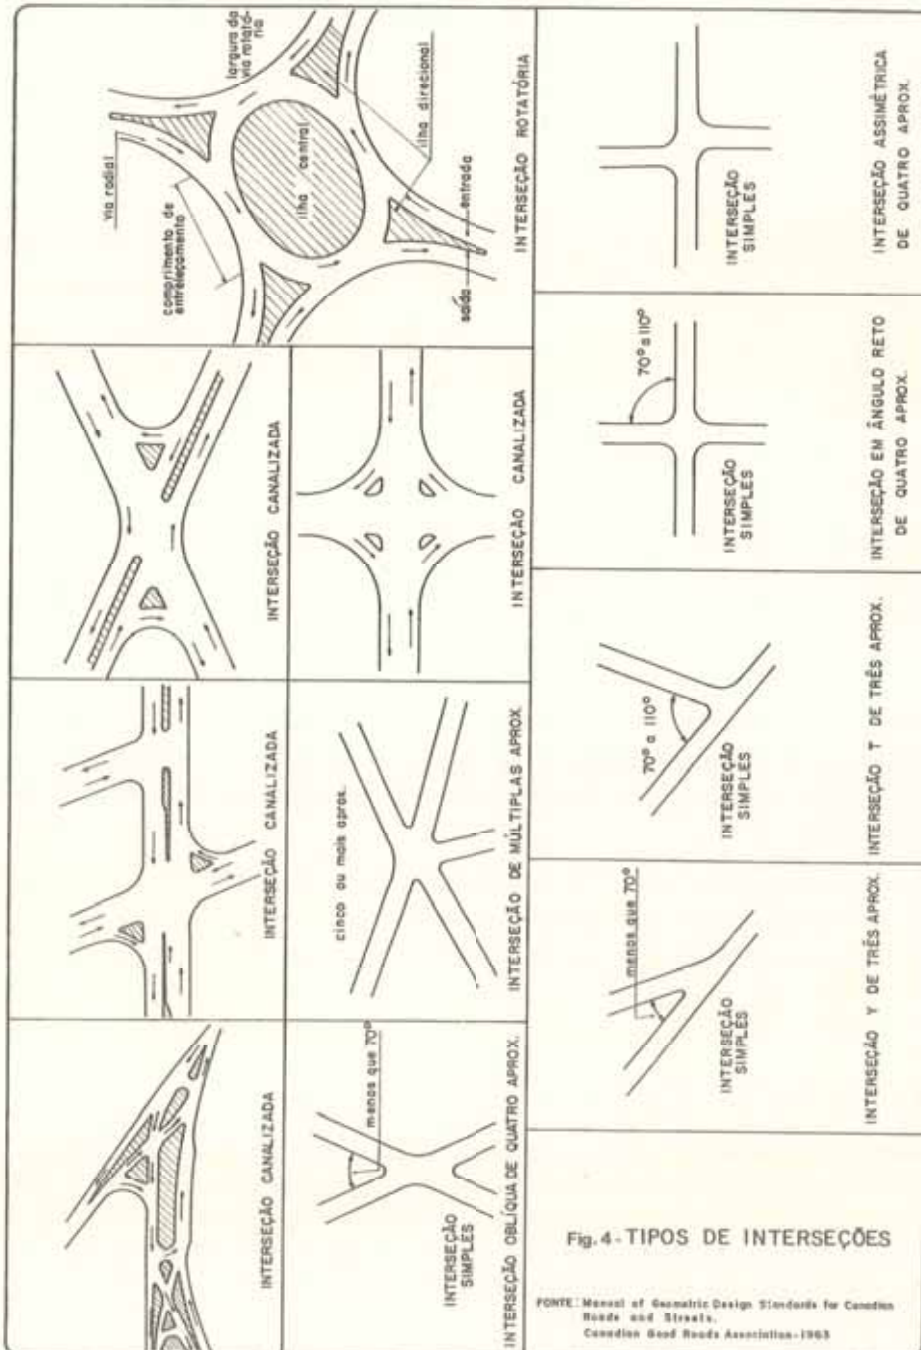 via radial
comprimento de
entrelaçamento
largura da
via rotató-
ria
ilha central
ilha direcional
entrada
saída
INTERSEÇÃO ROTATÓRIA
INTERSEÇÃO CANALIZADA
INTERSEÇÃO CANALIZADA
INTERSEÇÃO CANALIZADA
cinco ou mais aprox.
INTERSEÇÃO DE MÚLTIPLAS APROX.
INTERSEÇÃO CANALIZADA
menos que 70°
INTERSEÇÃO
SIMPLES
INTERSEÇÃO OBLÍQUA DE QUATRO APROX.
INTERSEÇÃO
SIMPLES
INTERSEÇÃO ASSIMÉTRICA
DE QUATRO APROX.
70° a 110°
INTERSEÇÃO
SIMPLES
INTERSEÇÃO EM ÂNGULO RETO
DE QUATRO APROX.
70° a 110°
INTERSEÇÃO
SIMPLES
INTERSEÇÃO T DE TRÊS APROX.
menos que 70°
INTERSEÇÃO
SIMPLES
INTERSEÇÃO Y DE TRÊS APROX.
Fig. 4 - TIPOS DE INTERSEÇÕES
FONTE: Manual of Geometric Design Standards for Canadian
Roads and Streets.
Canadian Good Roads Association-1963